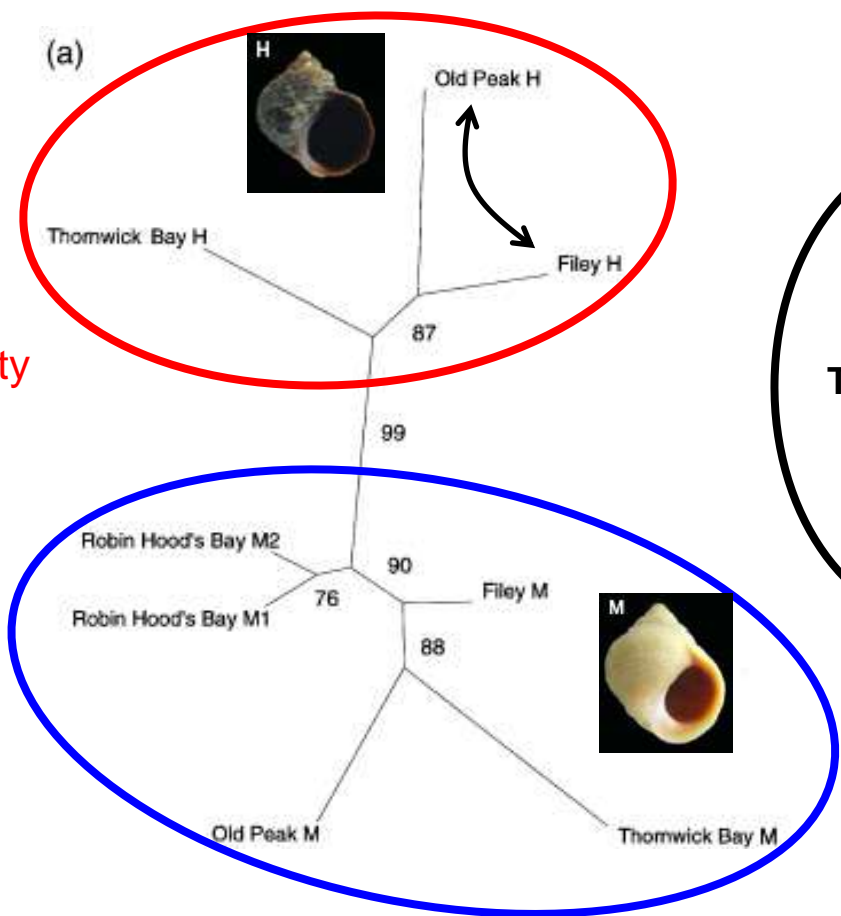 (a)
H
Old Peak H
Thornwick Bay H
Filey H
87
ty
T
99
Robin Hood's Bay M2
90
Filey M
76
M
Robin Hood's Bay M1
88
Old Peak M
Thornwick Bay M